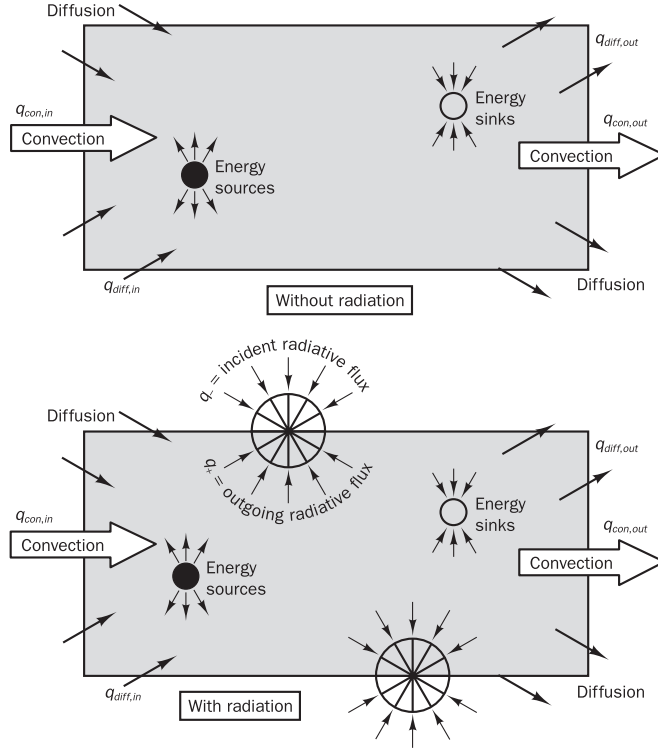 Diffusion
q_diff,out
q_con,in
Convection
Energy
sinks
q_con,out
Convection
Energy
sources
q_diff,in
Diffusion
Without radiation
q_- = incident radiative flux
Diffusion
q_+ = outgoing radiative flux
q_diff,out
q_con,in
Convection
Energy
sinks
q_con,out
Convection
Energy
sources
q_diff,in
Diffusion
With radiation